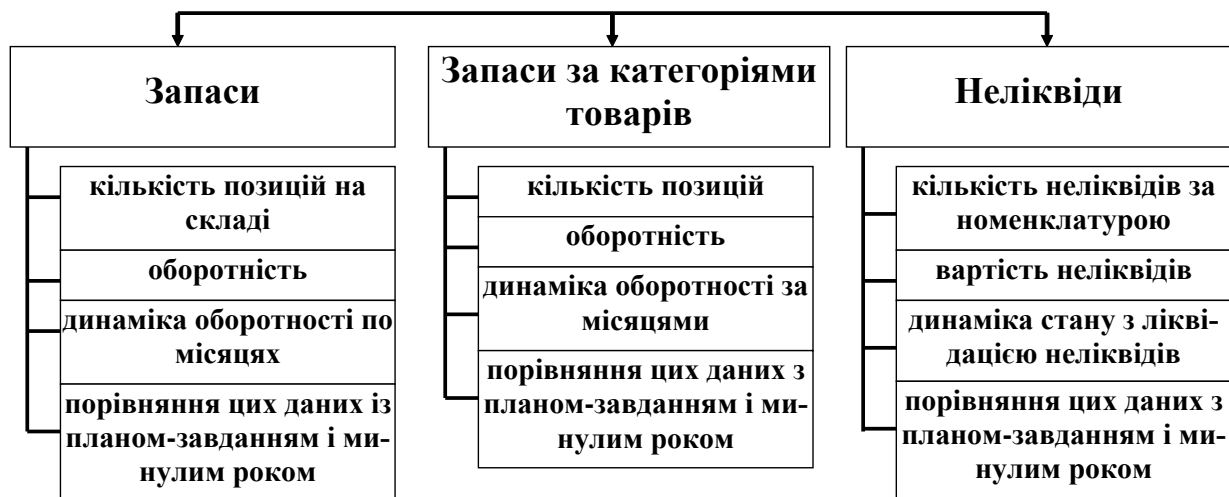 Запаси
кількість позицій на
складі
оборотність
динаміка оборотності по
місяцях
порівняння цих даних із
планом-завданням і ми-
нулим роком
Запаси за категоріями
товарів
кількість позицій
оборотність
динаміка оборотності за
місяцями
порівняння цих даних з
планом-завданням і ми-
нулим роком
Неліквіди
кількість неліквідів за
номенклатурою
вартість неліквідів
динаміка стану з лікві-
дацією неліквідів
порівняння цих даних з
планом-завданням і ми-
нулим роком